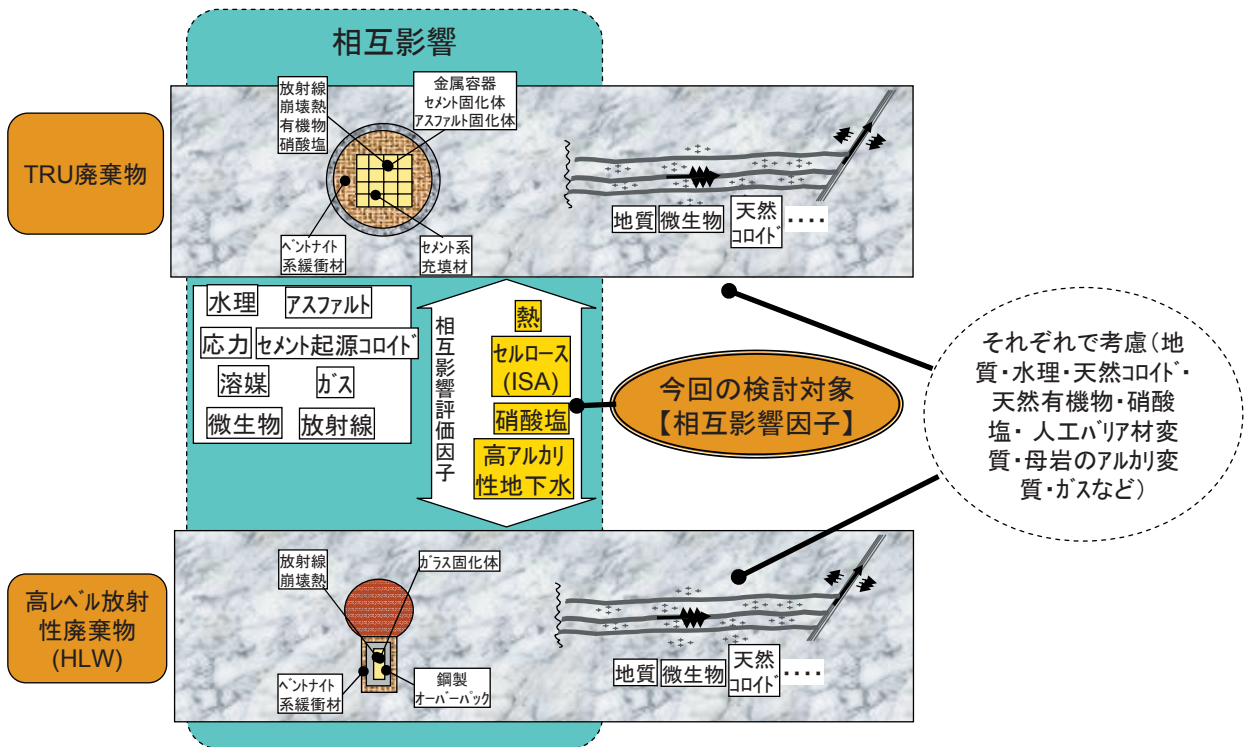 相互影響
TRU廃棄物
放射線
崩壊熱
有機物
硝酸塩
金属容器
セメント固化体
アスファルト固化体
ベントナイト
系緩衝材
セメント系
充填材
地質
微生物
天然
コロイド
····
水理
アスファルト
応力
セメント起源コロイド
溶媒
ガス
微生物
放射線
相互影響評価因子
熱
セルロース
(ISA)
硝酸塩
高アルカリ
性地下水
今回の検討対象
【相互影響因子】
それぞれで考慮(地
質・水理・天然コロイド・
天然有機物・硝酸
塩・人工バリア材変
質・母岩のアルカリ変
質・ガスなど)
高レベル放射
性廃棄物
(HLW)
放射線
崩壊熱
ガラス固化体
ベントナイト
系緩衝材
鋼製
オーバーパック
地質
微生物
天然
コロイド
····